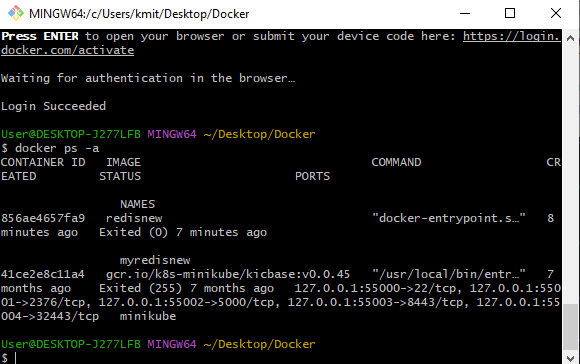 MINGW64:/c/Users/kmit/Desktop/Docker
Press ENTER to open your browser or submit your device code here: https://login.
docker.com/activate
Waiting for authentication in the browser…
Login Succeeded
User@DESKTOP-J277LFB MINGW64 ~/Desktop/Docker
$ docker ps -a
CONTAINER ID   IMAGE                                 COMMAND                  CR
EATED         STATUS                      PORTS
                 NAMES
856ae4657fa9   redisnew                              "docker-entrypoint.s…"   8
minutes ago   Exited (0) 7 minutes ago
                 myredisnew
41ce2e8c11a4   gcr.io/k8s-minikube/kicbase:v0.0.45   "/usr/local/bin/entr…"   7
months ago   Exited (255) 7 months ago   127.0.0.1:55000->22/tcp, 127.0.0.1:550
01->2376/tcp, 127.0.0.1:55002->5000/tcp, 127.0.0.1:55003->8443/tcp, 127.0.0.1:55
004->32443/tcp   minikube
User@DESKTOP-J277LFB MINGW64 ~/Desktop/Docker
$